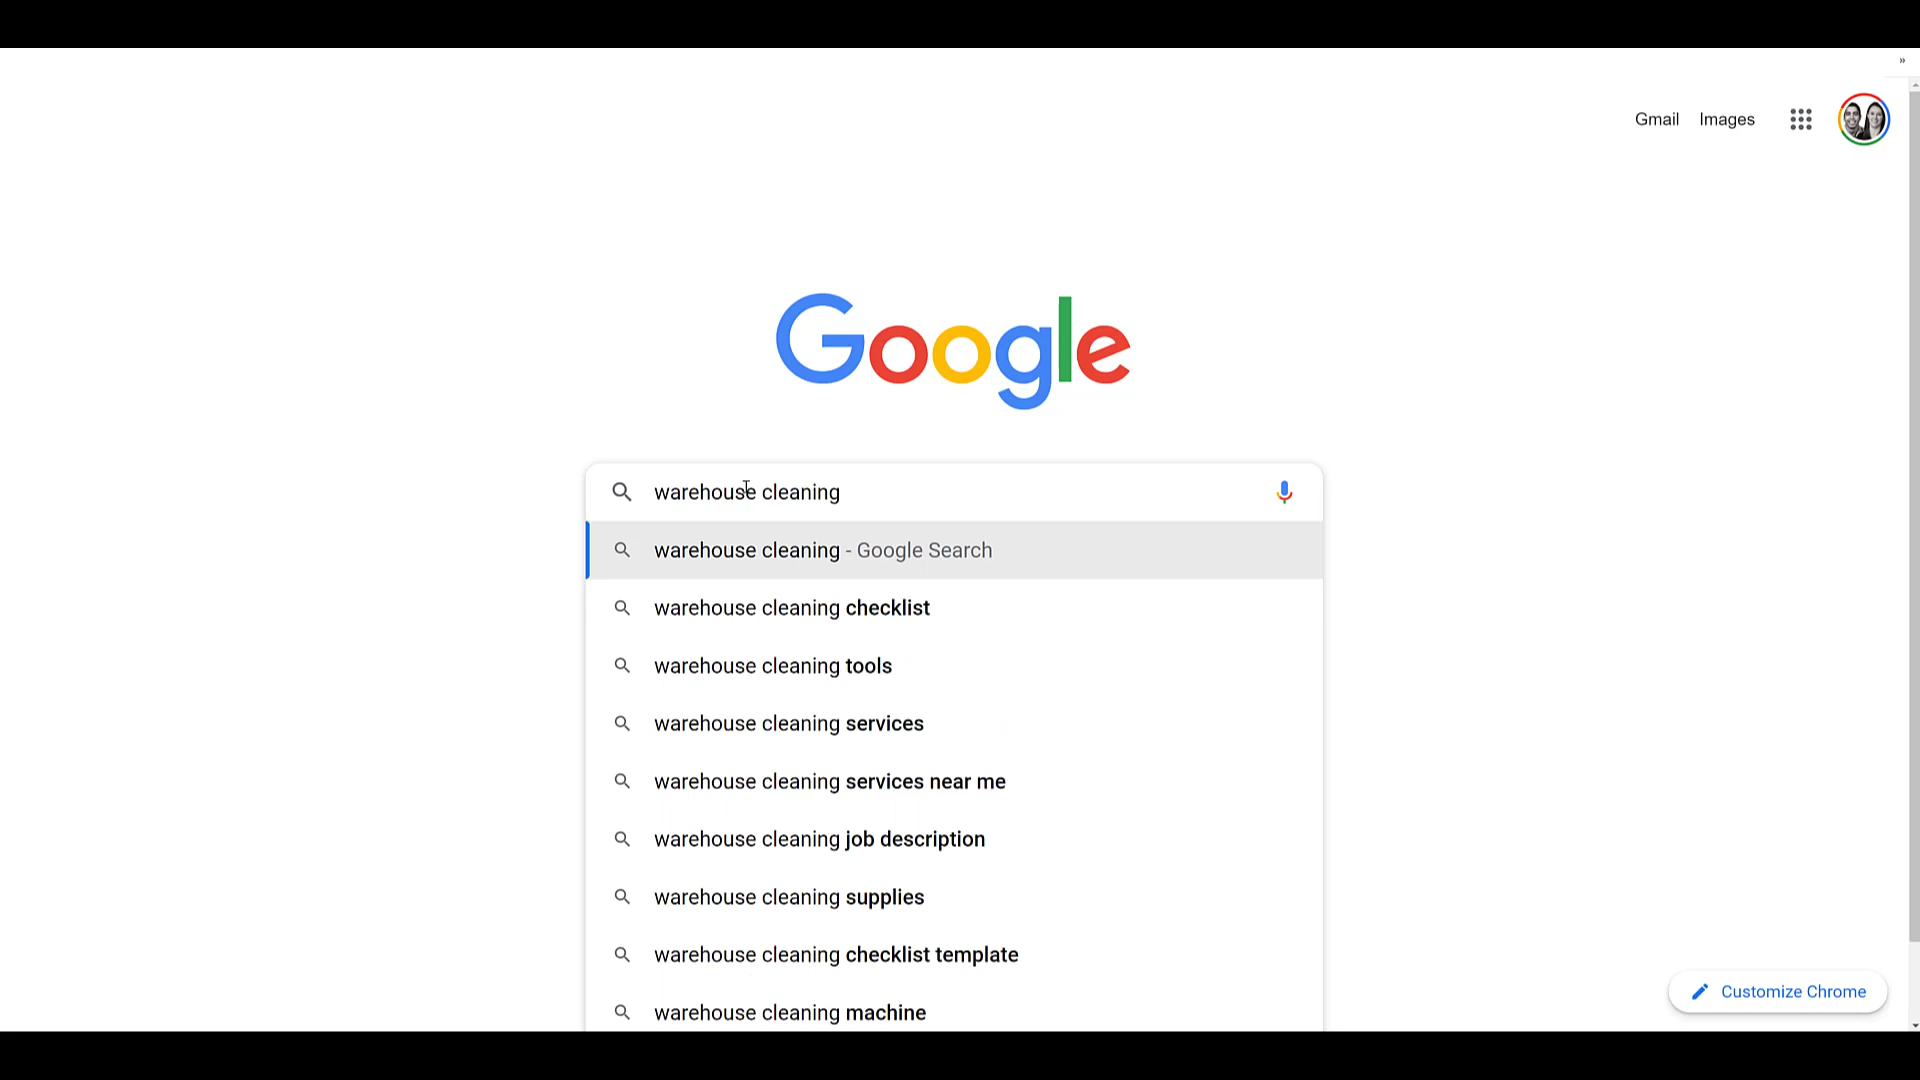 »
Gmail Images
Google
warehouse cleaning
warehouse cleaning - Google Search
warehouse cleaning checklist
warehouse cleaning tools
warehouse cleaning services
warehouse cleaning services near me
warehouse cleaning job description
warehouse cleaning supplies
warehouse cleaning checklist template
warehouse cleaning machine
Customize Chrome